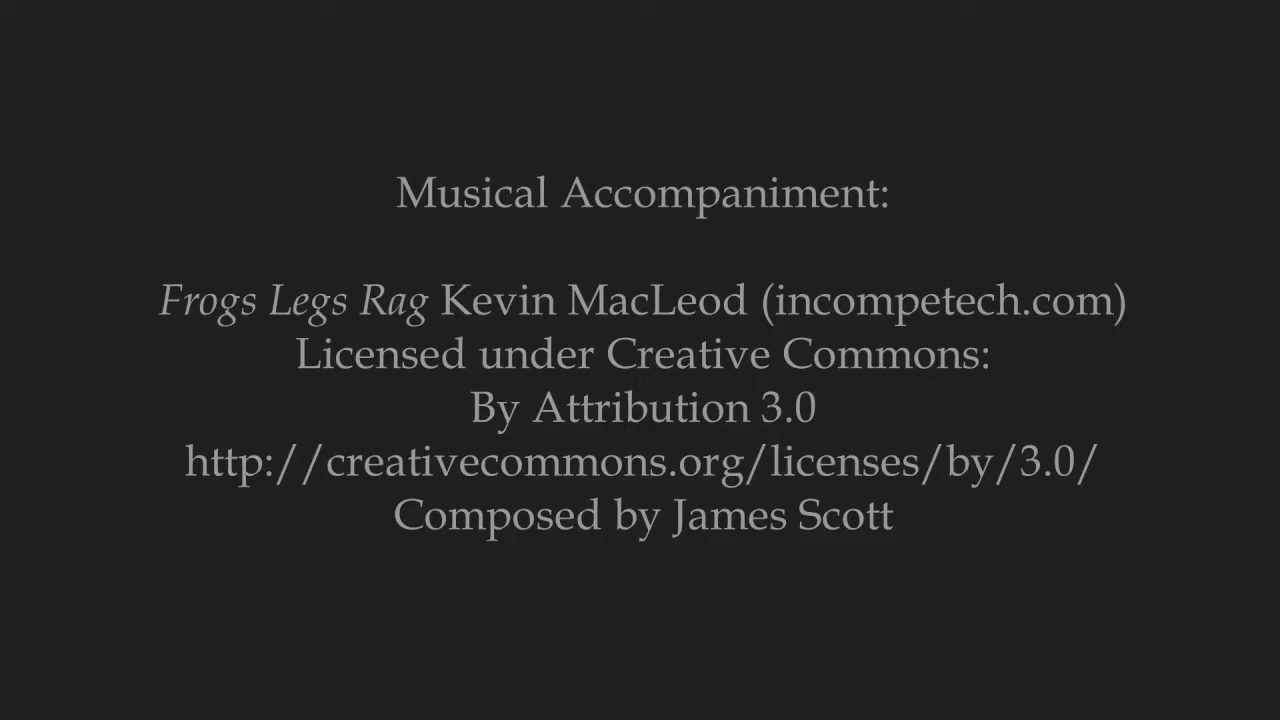 Musical Accompaniment:
Frogs Legs Rag Kevin MacLeod (incompetech.com)
Licensed under Creative Commons:
By Attribution 3.0
http://creativecommons.org/licenses/by/3.0/
Composed by James Scott